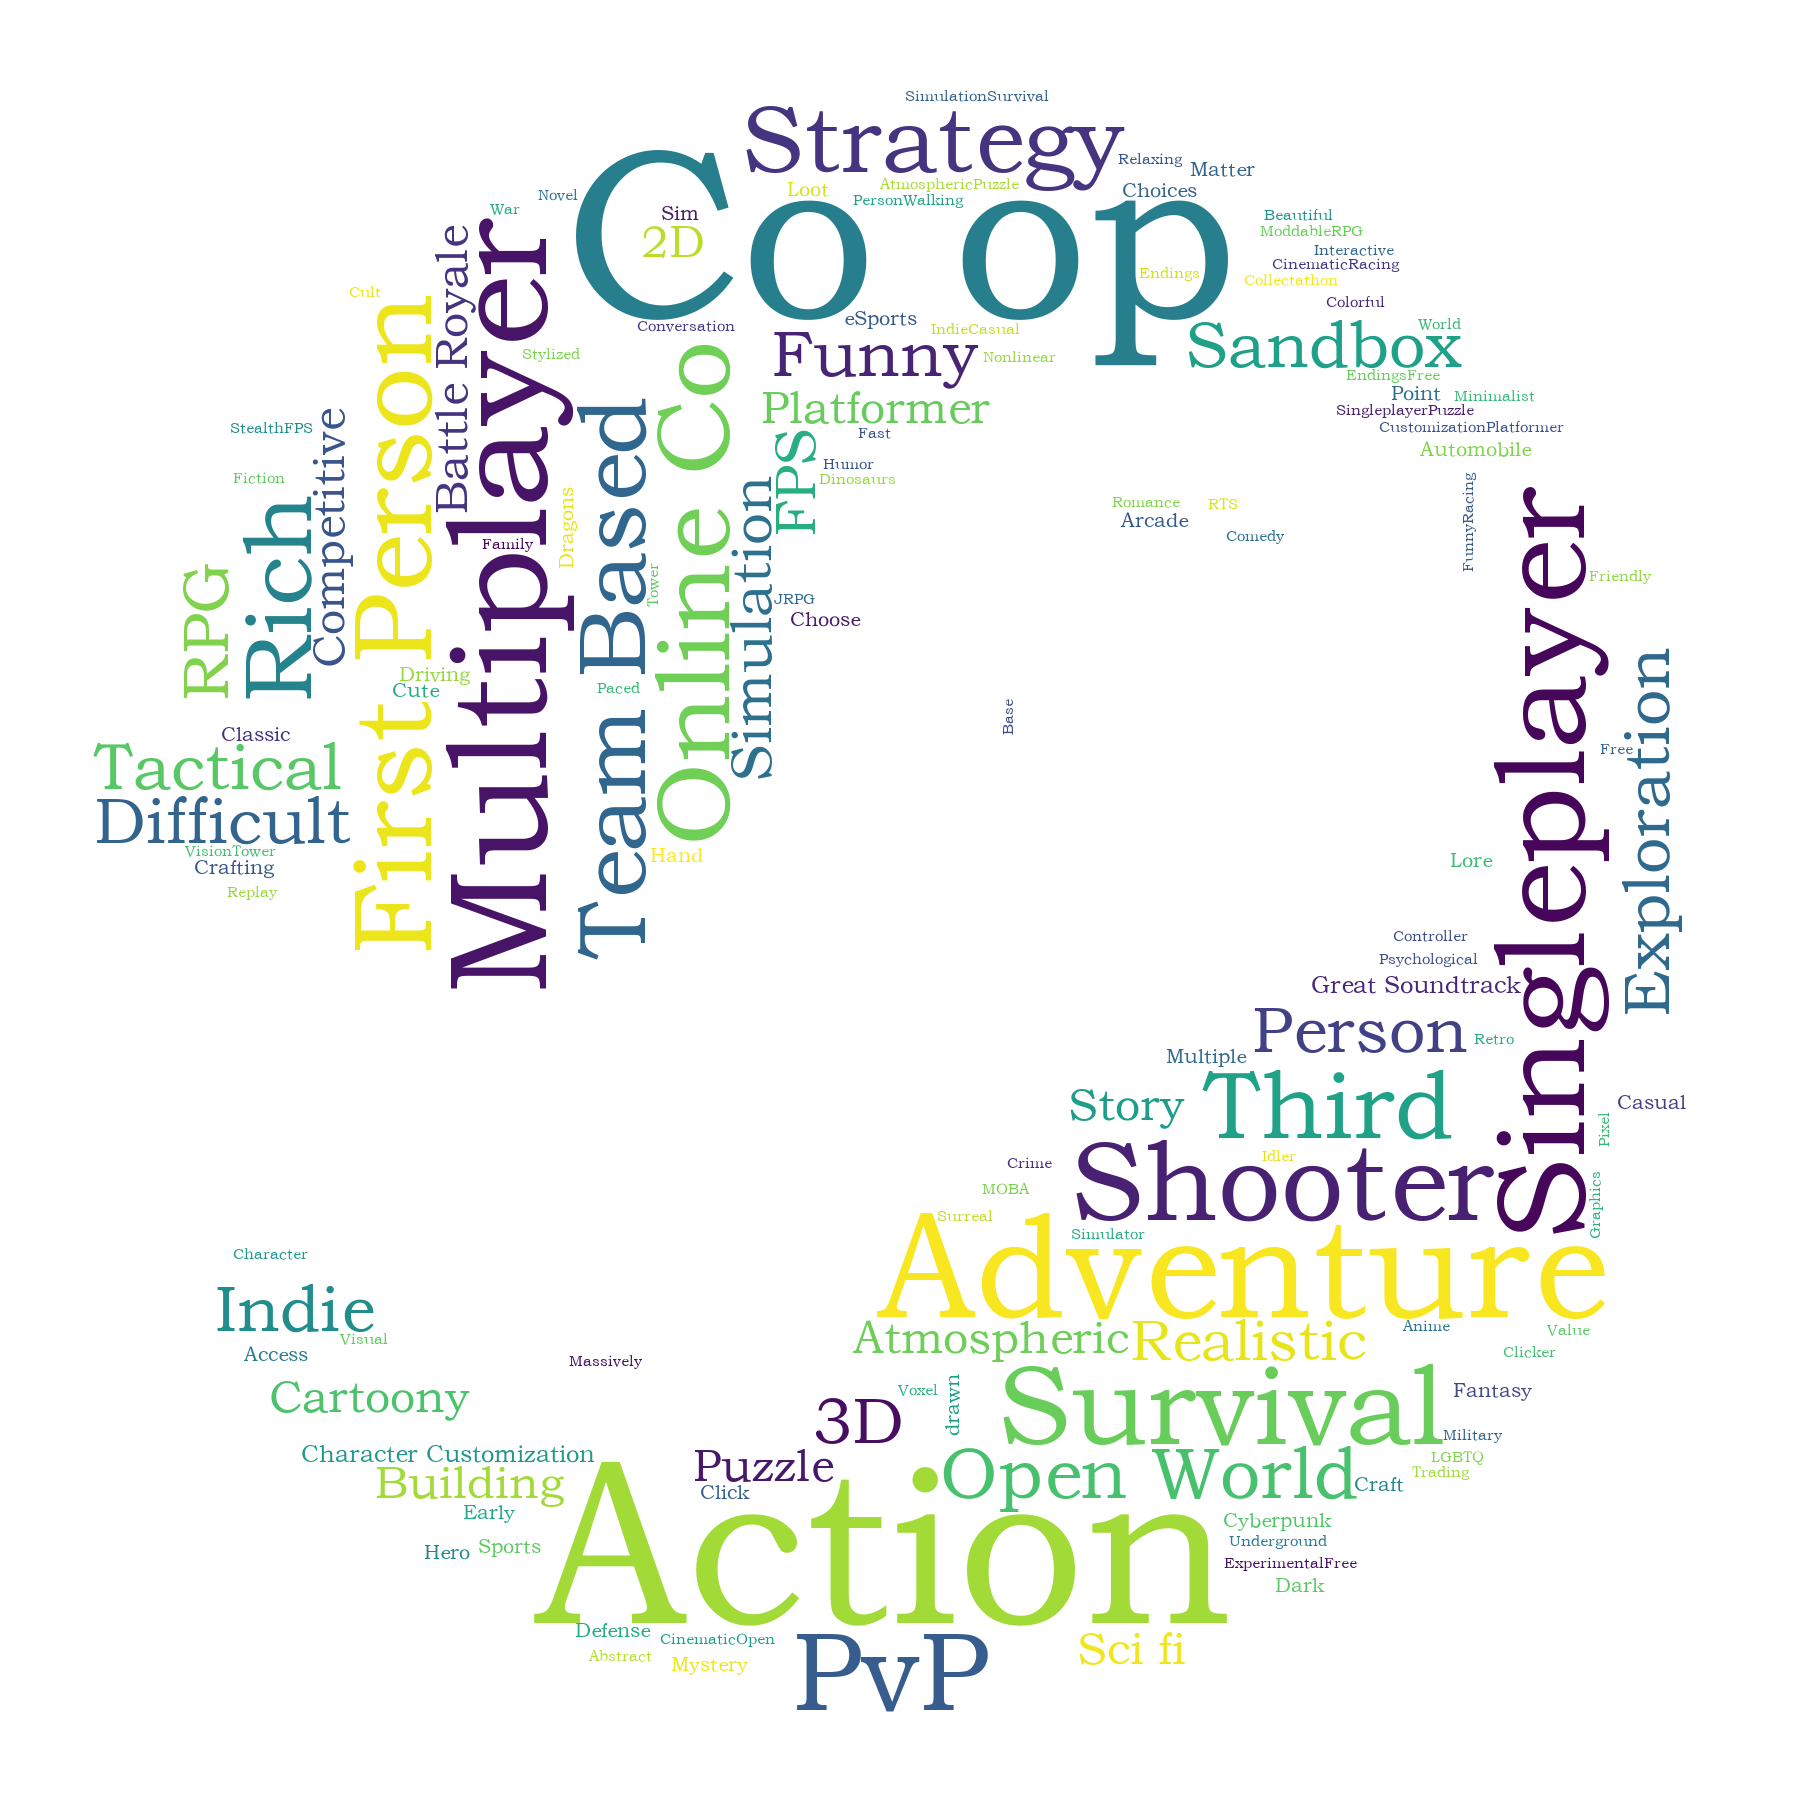 SimulationSurvival
Strategy
Relaxing
Matter
AtmosphericPuzzle
Loot
PersonWalking
Choices
Novel
War
Sim
2D
Co op
Beautiful
ModdableRPG
Interactive
CinematicRacing
Endings
Collectathon
Cult
Colorful
Conversation
eSports
IndieCasual
World
Sandbox
Stylized
Funny
Nonlinear
EndingsFree
Point
Minimalist
SingleplayerPuzzle
Platformer
CustomizationPlatformer
StealthFPS
Fast
Automobile
Humor
Fiction
Dinosaurs
Battle Royale
Multiplayer
First Person
Competitive
Rich
RPG
Team Based
Online Co
Simulation
FPS
Dragons
Family
Tower
Romance
RTS
Arcade
Comedy
FunnyRacing
Singleplayer
Friendly
JRPG
Choose
Driving
Cute
Paced
Base
Exploration
Free
Classic
Tactical
Difficult
VisionTower
Crafting
Replay
Hand
Lore
Controller
Psychological
Great Soundtrack
Person
Retro
Multiple
Third
Story
Casual
Pixel
Shooter
Idler
Crime
MOBA
Graphics
Surreal
Simulator
Adventure
Character
Indie
Visual
Access
Massively
Atmospheric
Realistic
Anime
Value
Clicker
Cartoony
Voxel
drawn
3D
Survival
Fantasy
Military
Character Customization
Puzzle
LGBTQ
Trading
Building
Click
Open World
Craft
Early
Cyberpunk
Hero
Sports
Action
Underground
ExperimentalFree
Dark
Defense
CinematicOpen
Abstract
Mystery
PvP
Sci fi